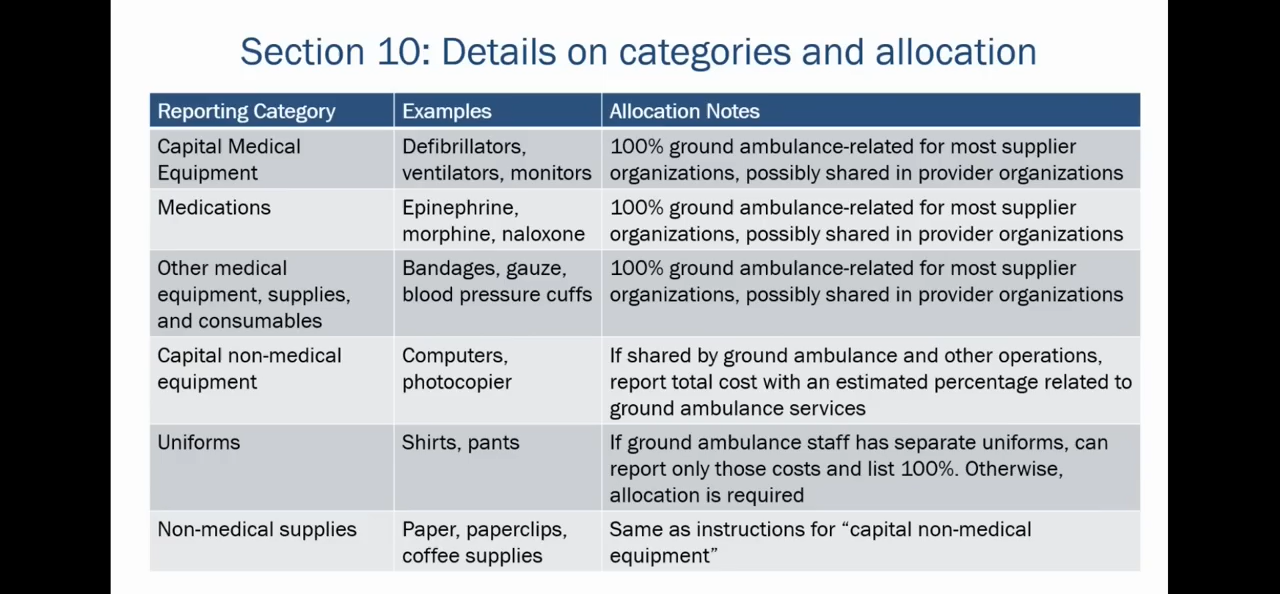 Section 10: Details on categories and allocation
Reporting Category
Examples
Allocation Notes
Capital Medical
Equipment
Defibrillators,
ventilators, monitors
100% ground ambulance-related for most supplier
organizations, possibly shared in provider organizations
Medications
Epinephrine,
morphine, naloxone
100% ground ambulance-related for most supplier
organizations, possibly shared in provider organizations
Other medical
equipment, supplies,
and consumables
Bandages, gauze,
blood pressure cuffs
100% ground ambulance-related for most supplier
organizations, possibly shared in provider organizations
Capital non-medical
equipment
Computers,
photocopier
If shared by ground ambulance and other operations,
report total cost with an estimated percentage related to
ground ambulance services
Uniforms
Shirts, pants
If ground ambulance staff has separate uniforms, can
report only those costs and list 100%. Otherwise,
allocation is required
Non-medical supplies
Paper, paperclips,
coffee supplies
Same as instructions for “capital non-medical
equipment”